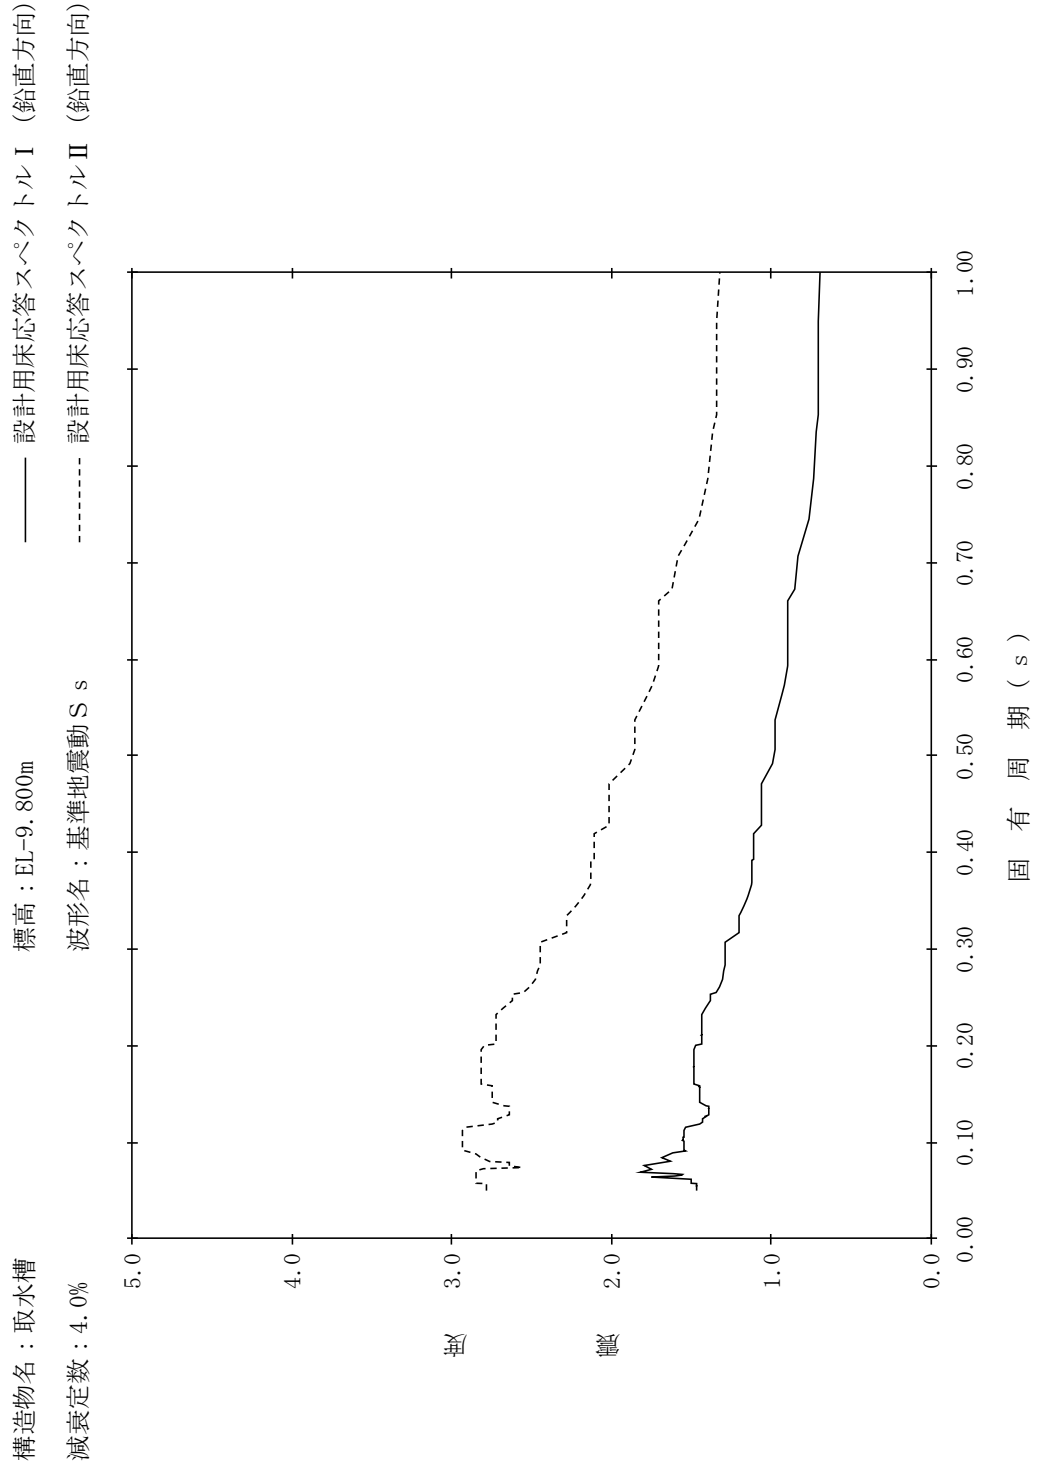 構造物名：取水槽
標高：EL-9.800m
設計用床応答スペクトルⅠ（鉛直方向）
減衰定数：4.0%
波形名：基準地震動Ｓｓ
設計用床応答スペクトルⅡ（鉛直方向）
5.0
4.0
3.0
2.0
1.0
0.0
震度
0.00
0.10
0.20
0.30
0.40
0.50
0.60
0.70
0.80
0.90
1.00
固有周期(s)